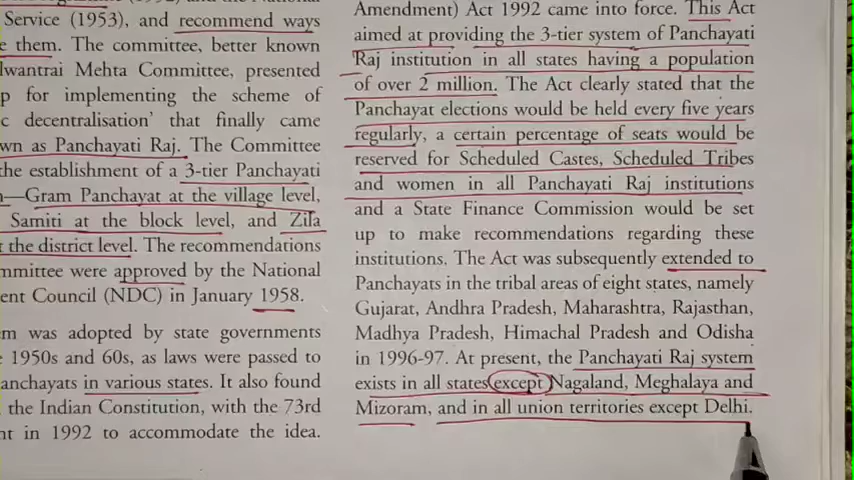 Service (1953), and recommend ways
e them. The committee, better known
lwantrai Mehta Committee, presented
p for implementing the scheme of
c decentralisation' that finally came
wn as Panchayati Raj. The Committee
the establishment of a 3-tier Panchayati
—Gram Panchayat at the village level,
Samiti at the block level, and Zila
t the district level. The recommendations
mmittee were approved by the National
ent Council (NDC) in January 1958.
m was adopted by state governments
1950s and 60s, as laws were passed to
anchayats in various states. It also found
the Indian Constitution, with the 73rd
nt in 1992 to accommodate the idea.
Amendment) Act 1992 came into force. This Act
aimed at providing the 3-tier system of Panchayati
Raj institution in all states having a population
of over 2 million. The Act clearly stated that the
Panchayat elections would be held every five years
regularly, a certain percentage of seats would be
reserved for Scheduled Castes, Scheduled Tribes
and women in all Panchayati Raj institutions
and a State Finance Commission would be set
up to make recommendations regarding these
institutions. The Act was subsequently extended to
Panchayats in the tribal areas of eight states, namely
Gujarat, Andhra Pradesh, Maharashtra, Rajasthan,
Madhya Pradesh, Himachal Pradesh and Odisha
in 1996-97. At present, the Panchayati Raj system
exists in all states except Nagaland, Meghalaya and
Mizoram, and in all union territories except Delhi.